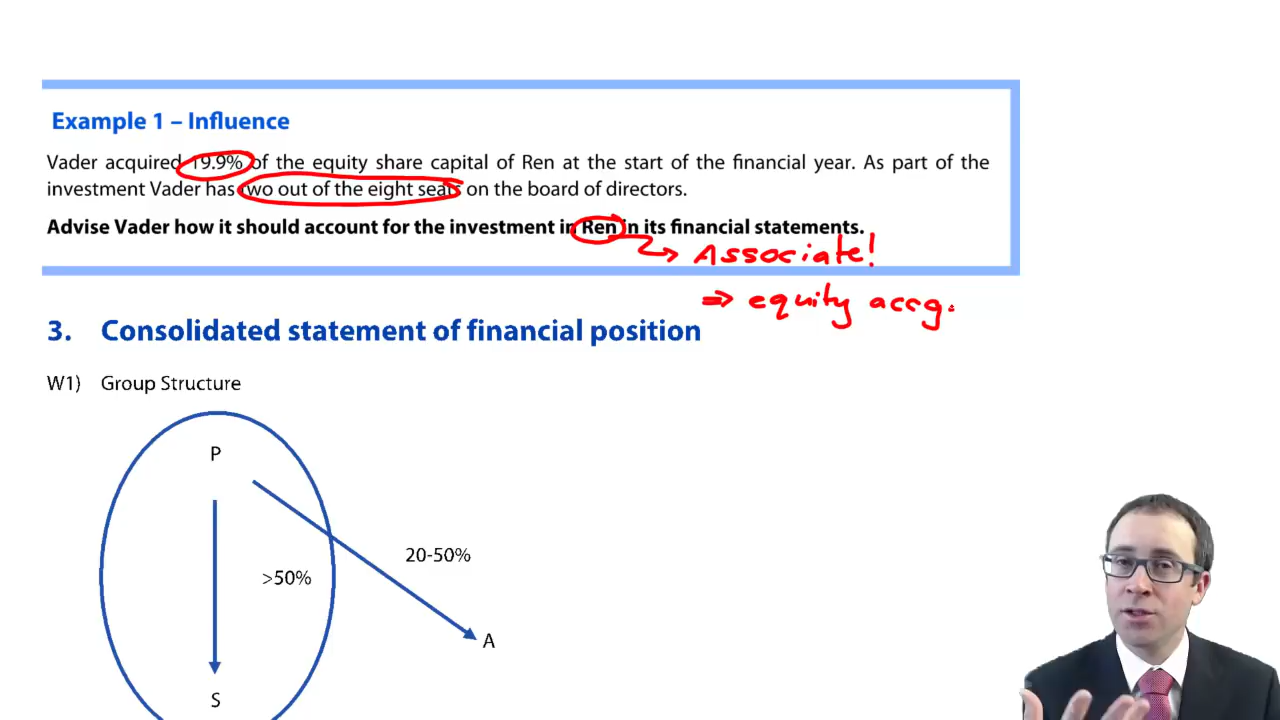 Example 1 – Influence
Vader acquired 19.9% of the equity share capital of Ren at the start of the financial year. As part of the
investment Vader has two out of the eight seats on the board of directors.
Advise Vader how it should account for the investment in Ren in its financial statements.
Associate!
⇒ equity accg.
3. Consolidated statement of financial position
W1) Group Structure
P
20-50%
>50%
A
S